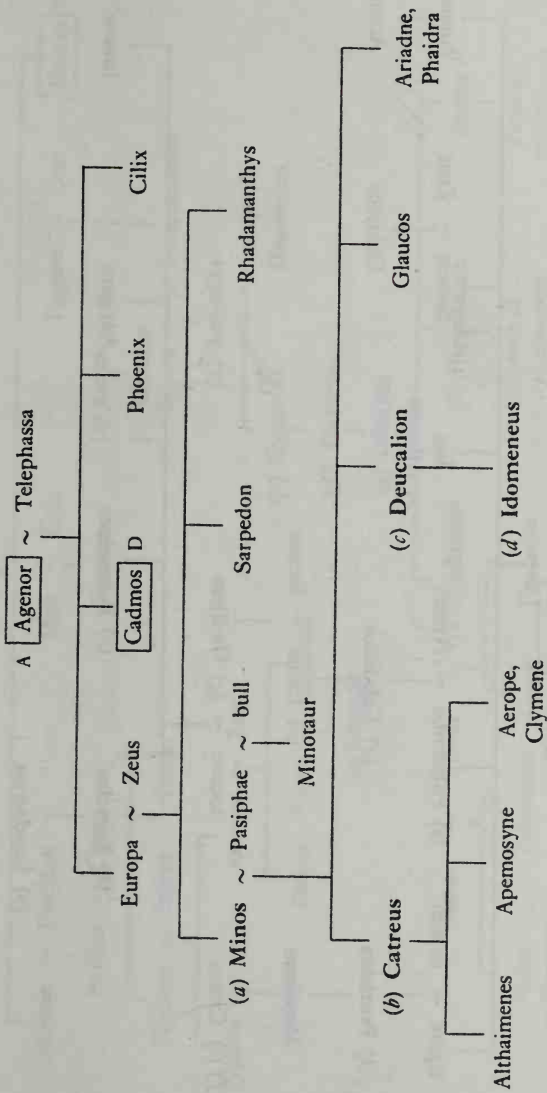 A Agenor ~ Telephassa
Europa ~ Zeus Cadmos D Phoenix Cilix
(a) Minos ~ Pasiphae ~ bull Sarpedon Rhadamanthys
Minotaur
(b) Catreus (c) Deucalion Glaucos Ariadne,
Phaidra
Althaimenes Apemosyne Aerope, (d) Idomeneus
Clymene